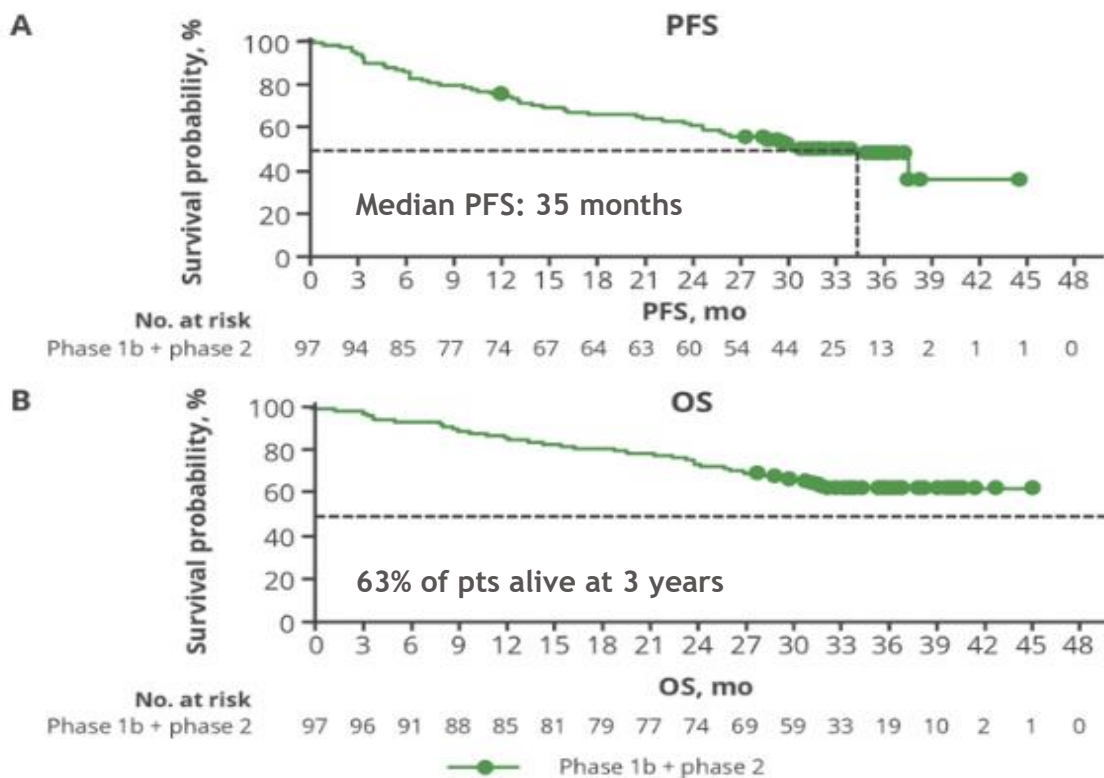 A
PFS
Survival probability, %
100
80
60
40
20
0
Median PFS: 35 months
0 3 6 9 12 15 18 21 24 27 30 33 36 39 42 45 48
PFS, mo
No. at risk
Phase 1b + phase 2 97 94 85 77 74 67 64 63 60 54 44 25 13 2 1 1 0
B
OS
Survival probability, %
100
80
60
40
20
0
63% of pts alive at 3 years
0 3 6 9 12 15 18 21 24 27 30 33 36 39 42 45 48
OS, mo
No. at risk
Phase 1b + phase 2 97 96 91 88 85 81 79 77 74 69 59 33 19 10 2 1 0
Phase 1b + phase 2